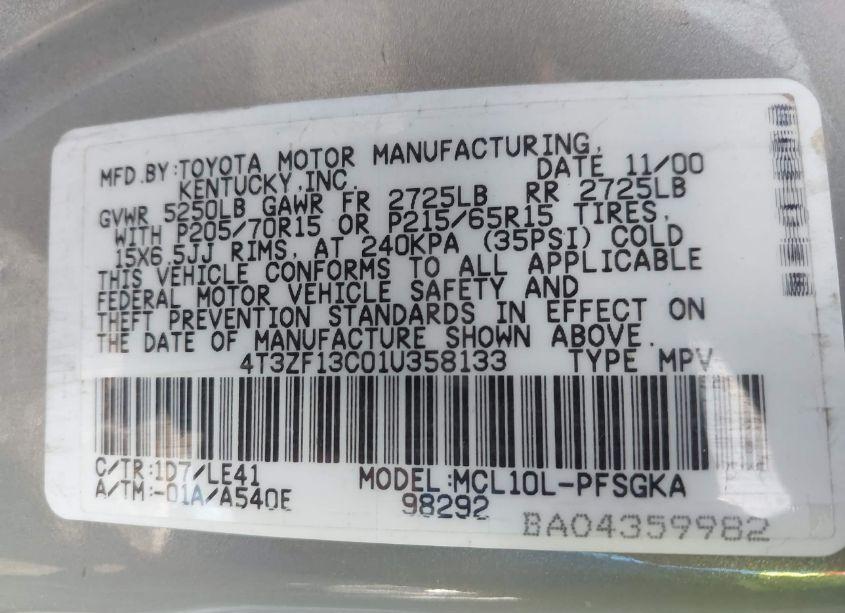 MFD.BY:TOYOTA MOTOR MANUFACTURING,
KENTUCKY,INC. DATE 11/00
GVWR 5250LB GAWR FR 2725LB RR 2725LB
WITH P205/70R15 OR P215/65R15 TIRES,
15X6.5JJ RIMS, AT 240KPA (35PSI) COLD
THIS VEHICLE CONFORMS TO ALL APPLICABLE
FEDERAL MOTOR VEHICLE SAFETY AND
THEFT PREVENTION STANDARDS IN EFFECT ON
THE DATE OF MANUFACTURE SHOWN ABOVE.
4T3ZF13C01U358133 TYPE MPV
C/TR:1D7/LE41 MODEL:MCL10L-PFSGKA
A/TM:-01A/A540E 98292
BA04359982